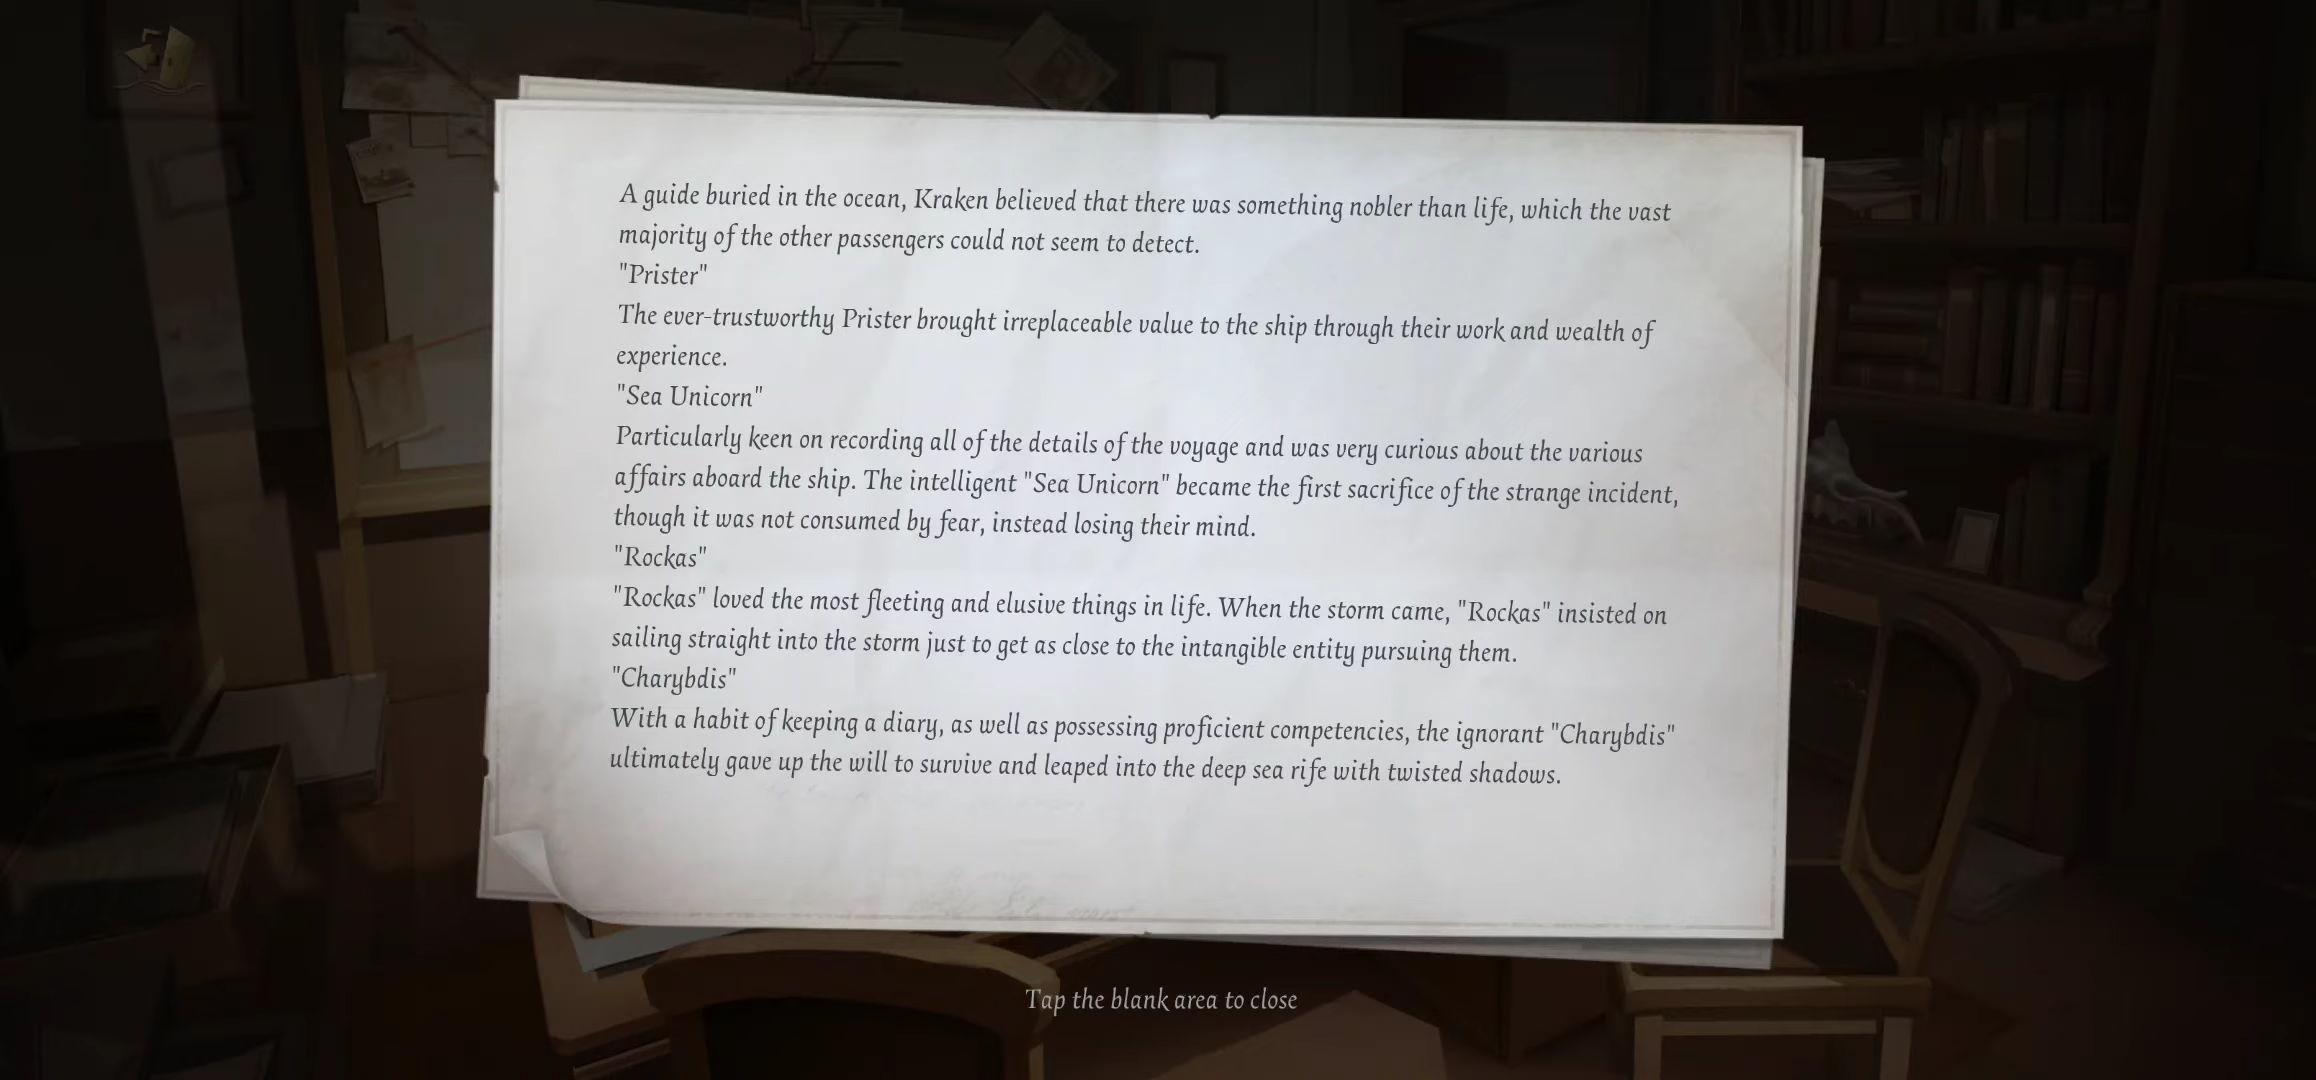 A guide buried in the ocean, Kraken believed that there was something nobler than life, which the vast
majority of the other passengers could not seem to detect.
"Prister"
The ever-trustworthy Prister brought irreplaceable value to the ship through their work and wealth of
experience.
"Sea Unicorn"
Particularly keen on recording all of the details of the voyage and was very curious about the various
affairs aboard the ship. The intelligent "Sea Unicorn" became the first sacrifice of the strange incident,
though it was not consumed by fear, instead losing their mind.
"Rockas"
"Rockas" loved the most fleeting and elusive things in life. When the storm came, "Rockas" insisted on
sailing straight into the storm just to get as close to the intangible entity pursuing them.
"Charybdis"
With a habit of keeping a diary, as well as possessing proficient competencies, the ignorant "Charybdis"
ultimately gave up the will to survive and leaped into the deep sea rife with twisted shadows.
Tap the blank area to close